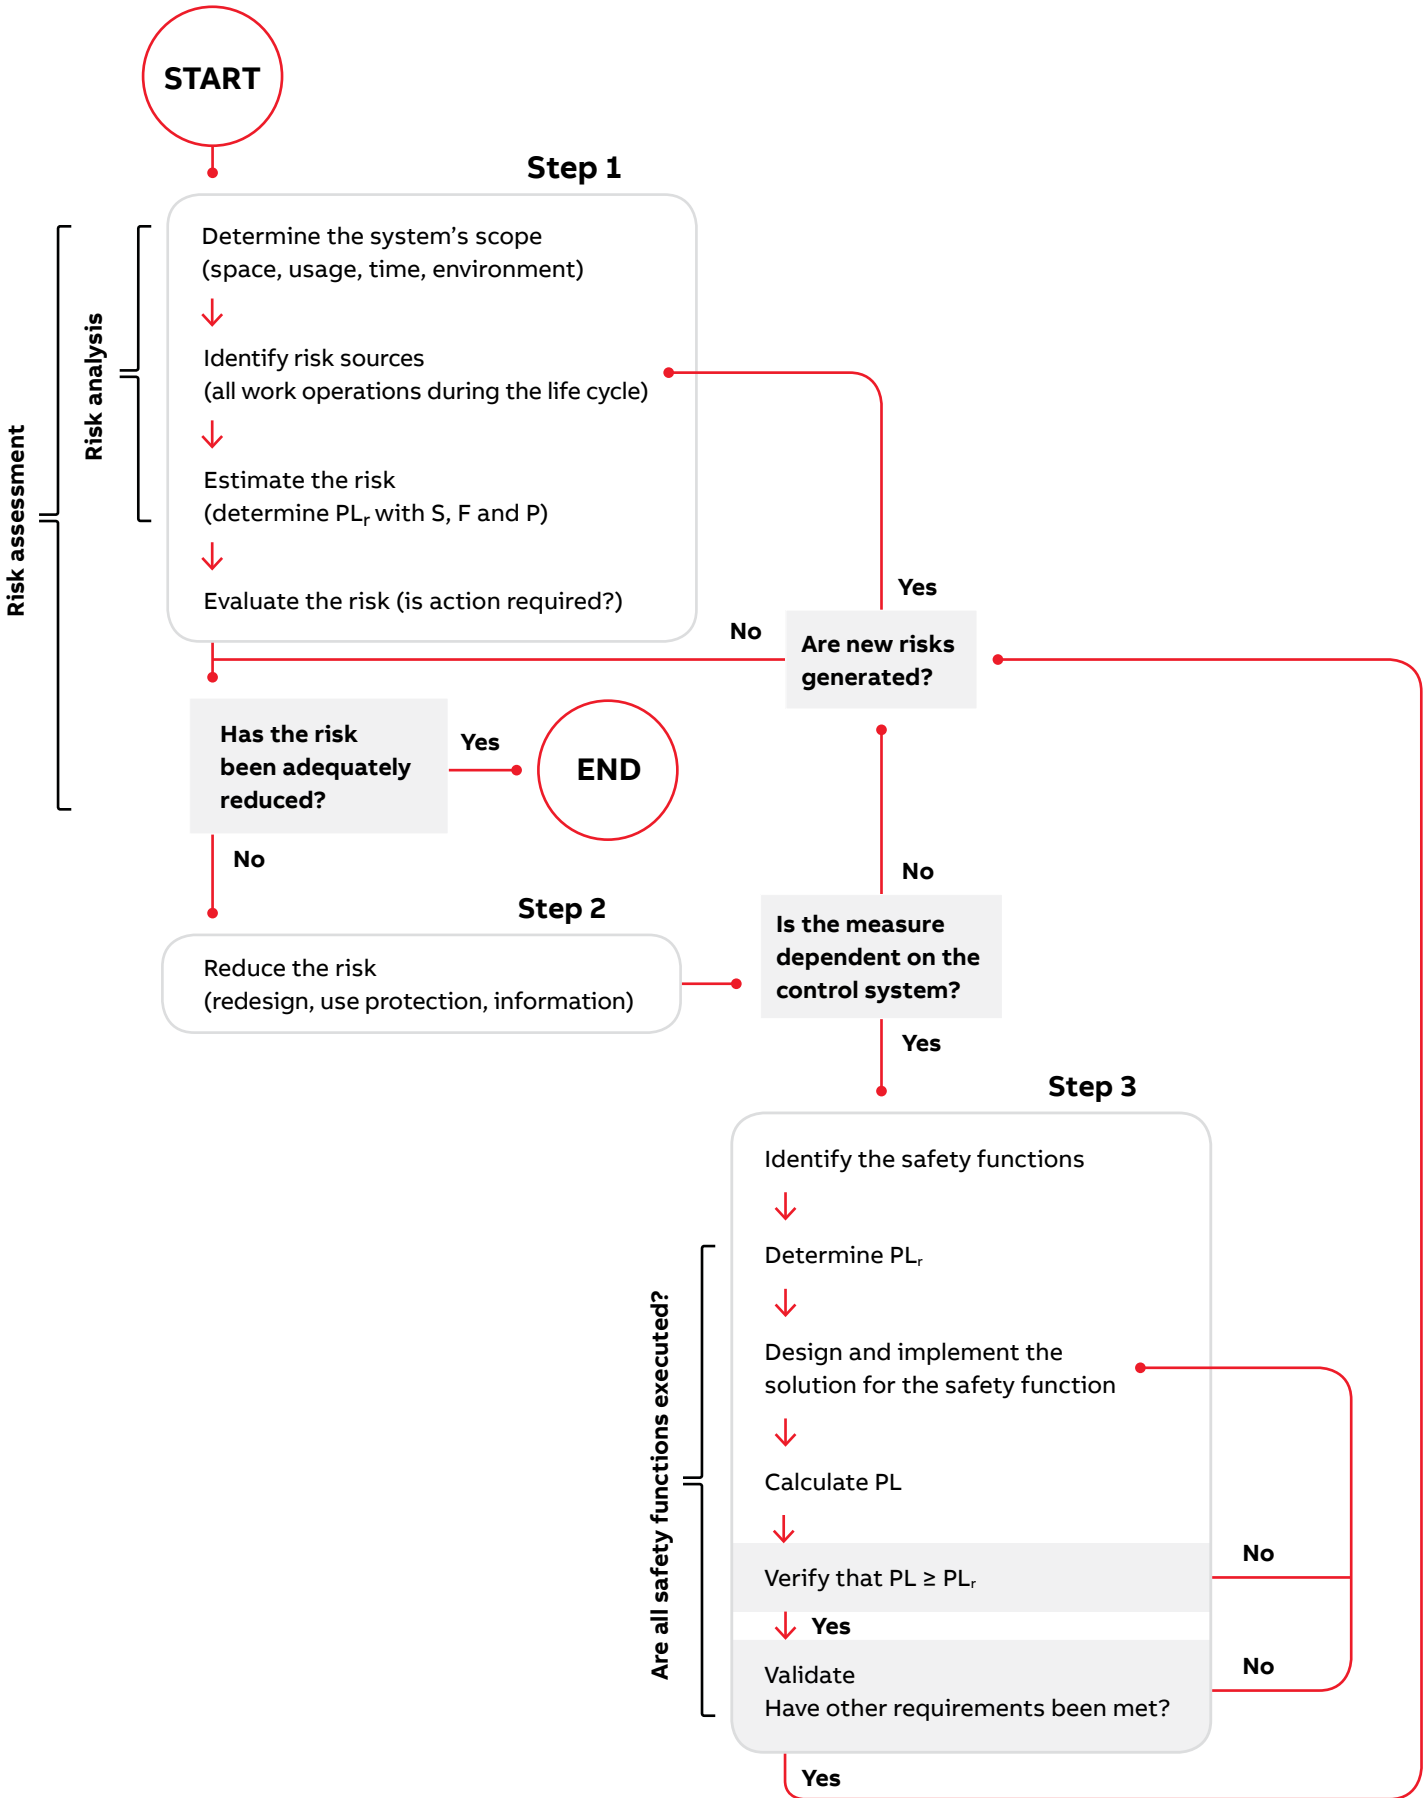 START
Step 1
Determine the system’s scope
(space, usage, time, environment)
Identify risk sources
(all work operations during the life cycle)
Estimate the risk
(determine PLr with S, F and P)
Evaluate the risk (is action required?)
Risk analysis
Risk assessment
Yes
No
Are new risks
generated?
Has the risk
been adequately
reduced?
Yes
END
No
No
Step 2
Reduce the risk
(redesign, use protection, information)
Is the measure
dependent on the
control system?
Yes
Step 3
Identify the safety functions
Determine PLr
Design and implement the
solution for the safety function
Calculate PL
Verify that PL ≥ PLr
No
Yes
Validate
Have other requirements been met?
No
Are all safety functions executed?
Yes